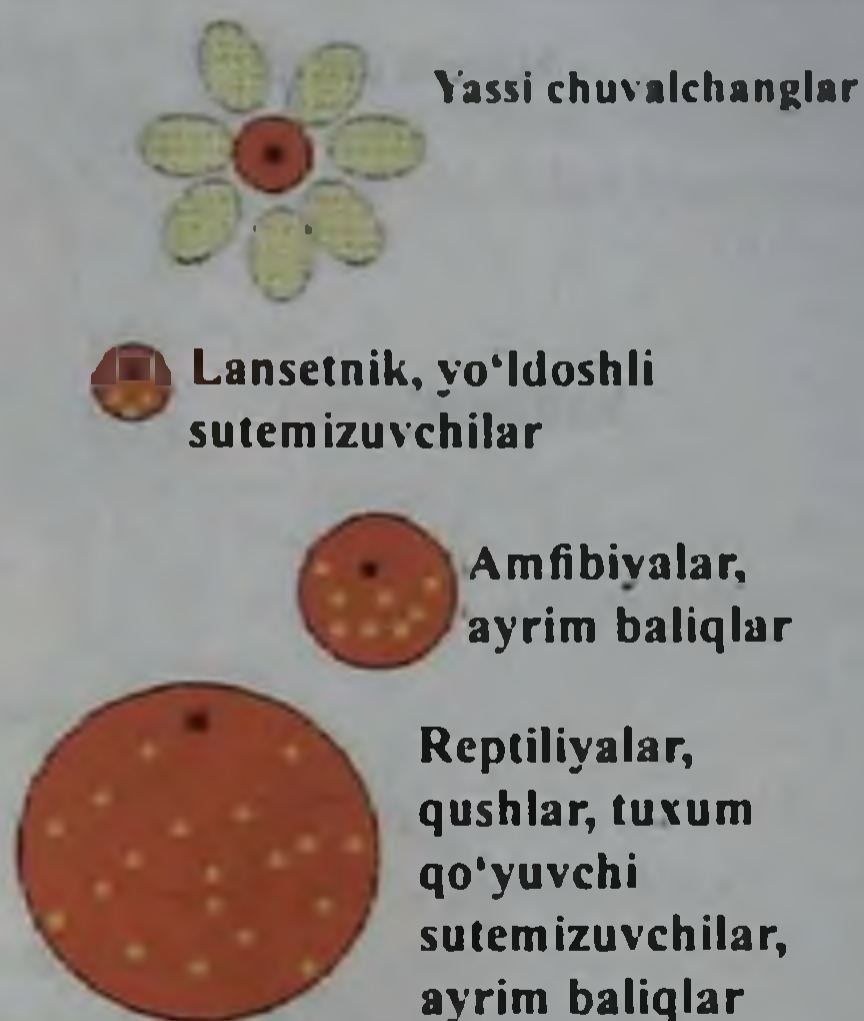 Yassi chuvalchanglar
Lansetnik, yo‘ldoshli
sutemizuvchilar
Amfibiyalar,
ayrim baliqlar
Reptiliyalar,
qushlar, tuxum
qo‘yuvchi
sutemizuvchilar,
ayrim baliqlar